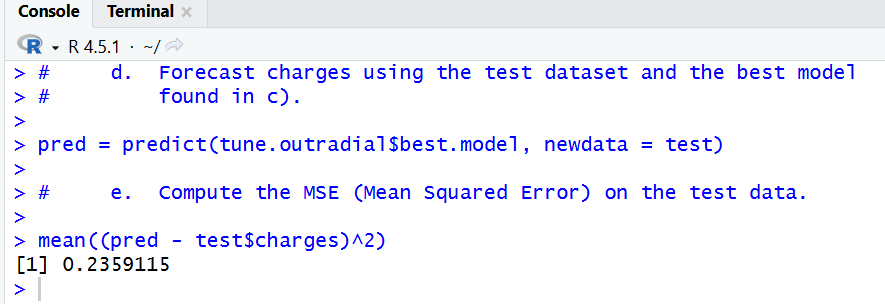 Console Terminal
R R 4.5.1 · ~/
> #     d.  Forecast charges using the test dataset and the best model
> #         found in c).
>
> pred = predict(tune.outradial$best.model, newdata = test)
>
> #     e.  Compute the MSE (Mean Squared Error) on the test data.
>
> mean((pred - test$charges)^2)
[1] 0.2359115
>